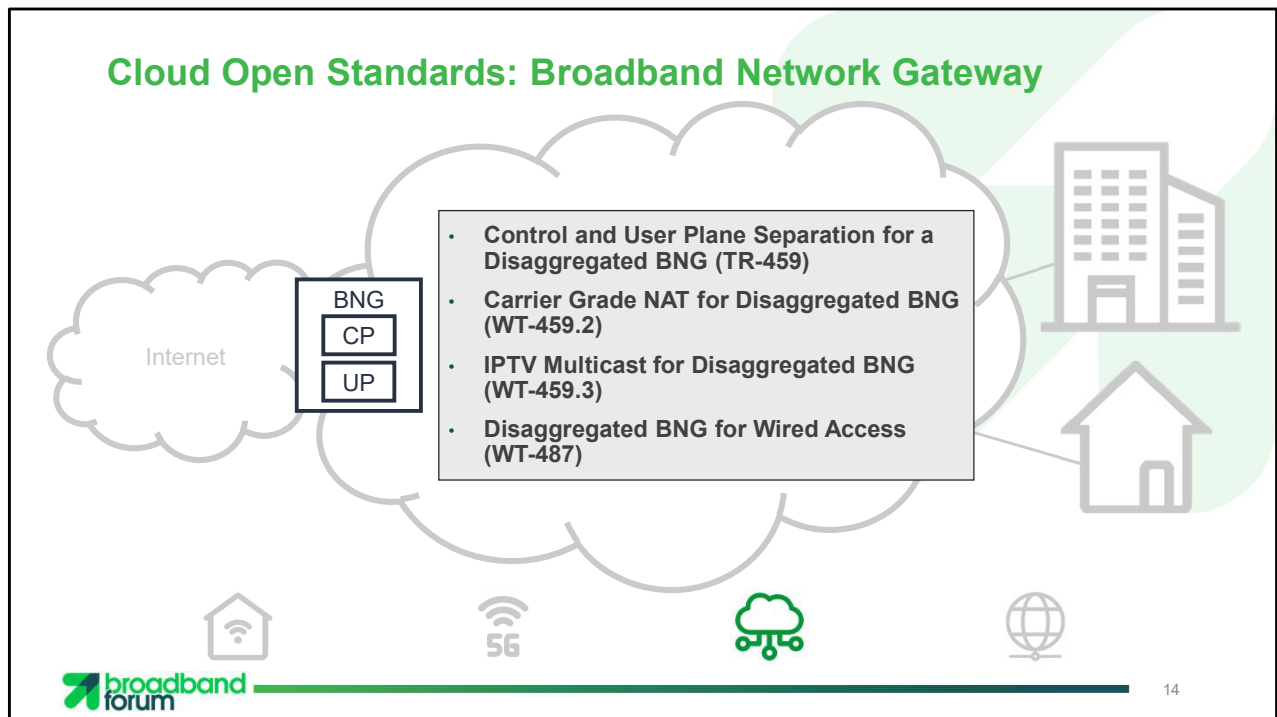 Cloud Open Standards: Broadband Network Gateway
Internet
BNG
CP
UP
• Control and User Plane Separation for a
Disaggregated BNG (TR-459)
• Carrier Grade NAT for Disaggregated BNG
(WT-459.2)
• IPTV Multicast for Disaggregated BNG
(WT-459.3)
• Disaggregated BNG for Wired Access
(WT-487)
5G
broadband
forum
14